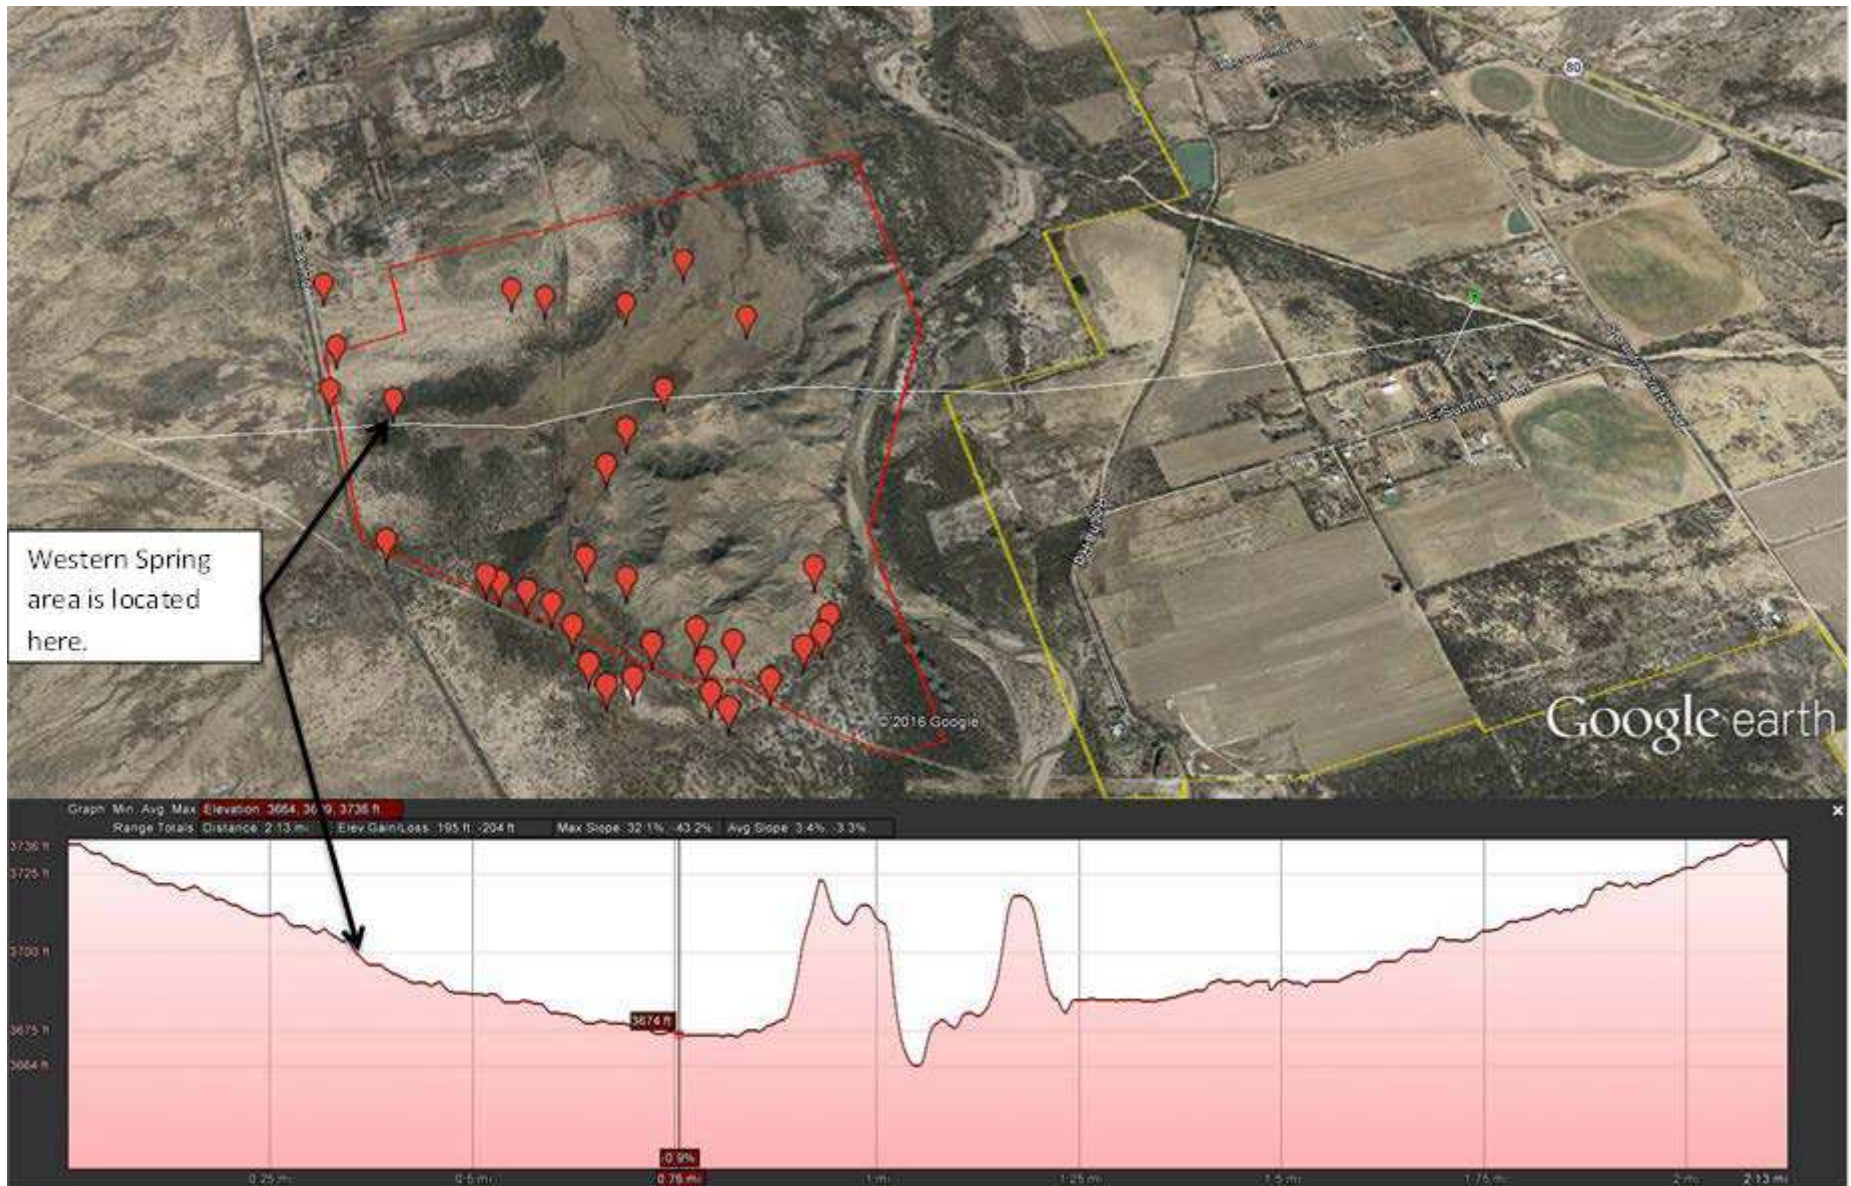 80
E Summers Ln
Western Spring
area is located
here.
© 2016 Google
Google earth
Graph Min, Avg, Max Elevation: 3664, 3736 ft
Range Totals: Distance: 2.13 mi Elev Gain/Loss: 195 ft, -204 ft Max Slope: 32.1%, -43.2% Avg Slope: 3.4%, -3.3%
3736 ft
3725 ft
3700 ft
3674 ft
3675 ft
3664 ft
-0.9%
0.25 mi 0.5 mi 0.76 mi 1 mi 1.25 mi 1.5 mi 1.75 mi 2 mi 2.13 mi